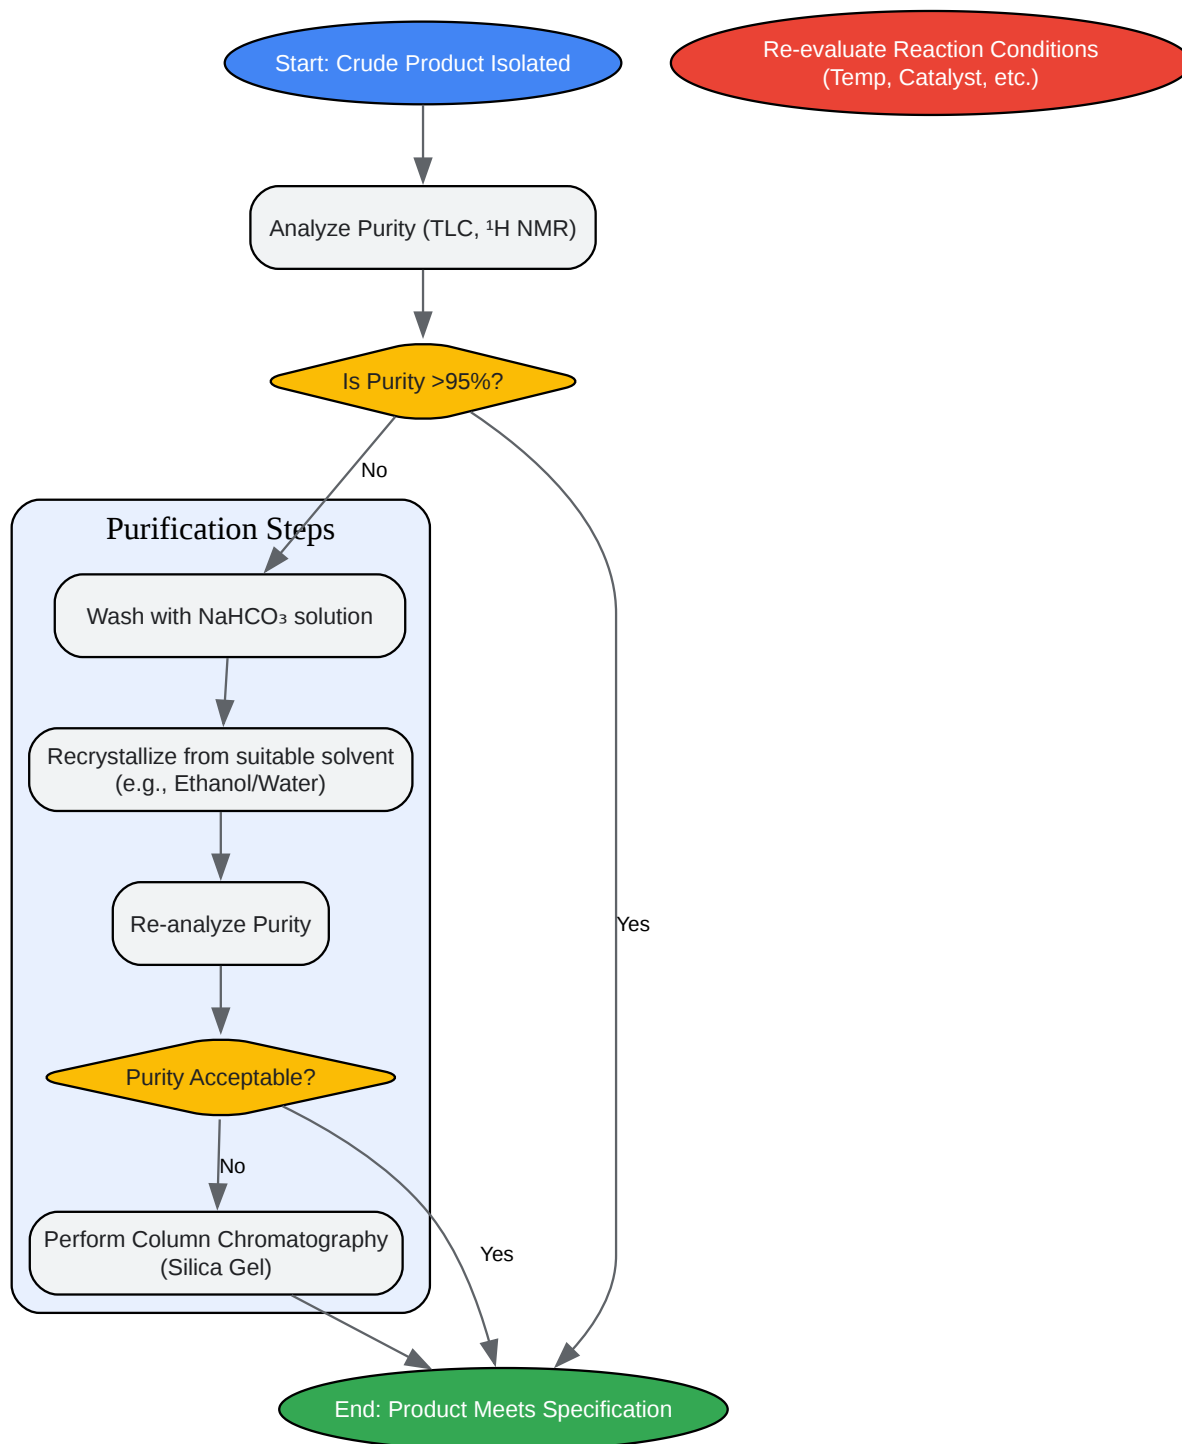 Start: Crude Product Isolated
Re-evaluate Reaction Conditions
(Temp, Catalyst, etc.)
Analyze Purity (TLC, ¹H NMR)
Is Purity >95%?
No
Purification Steps
Wash with NaHCO₃ solution
Recrystallize from suitable solvent
(e.g., Ethanol/Water)
Re-analyze Purity
Yes
Purity Acceptable?
No
Perform Column Chromatography
(Silica Gel)
Yes
End: Product Meets Specification